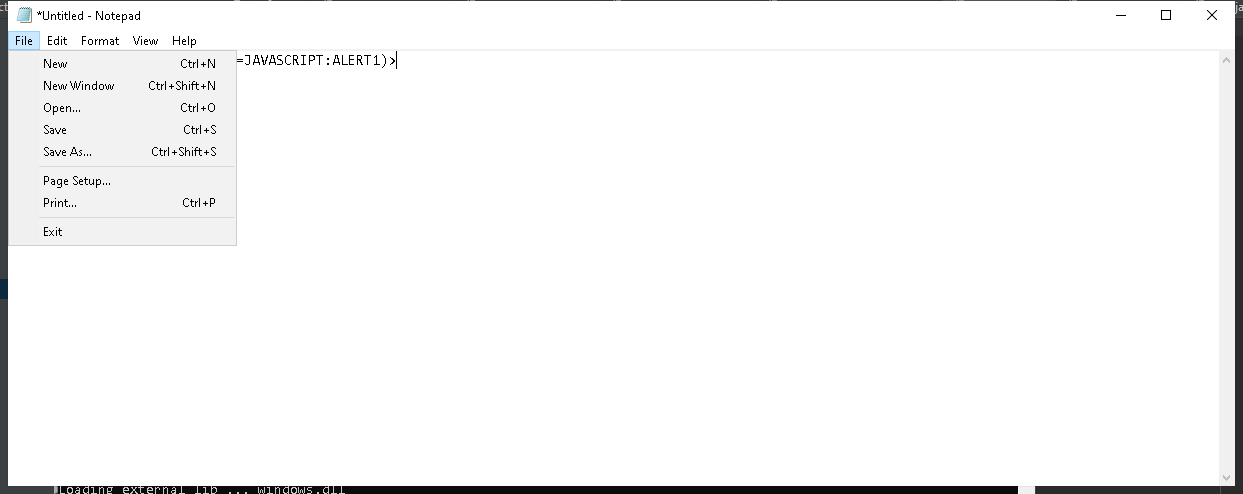 *Untitled - Notepad
File Edit Format View Help
=JAVASCRIPT:ALERT1)>
New Ctrl+N
New Window Ctrl+Shift+N
Open... Ctrl+O
Save Ctrl+S
Save As... Ctrl+Shift+S
Page Setup...
Print... Ctrl+P
Exit
Loading external lib ... windows.dll